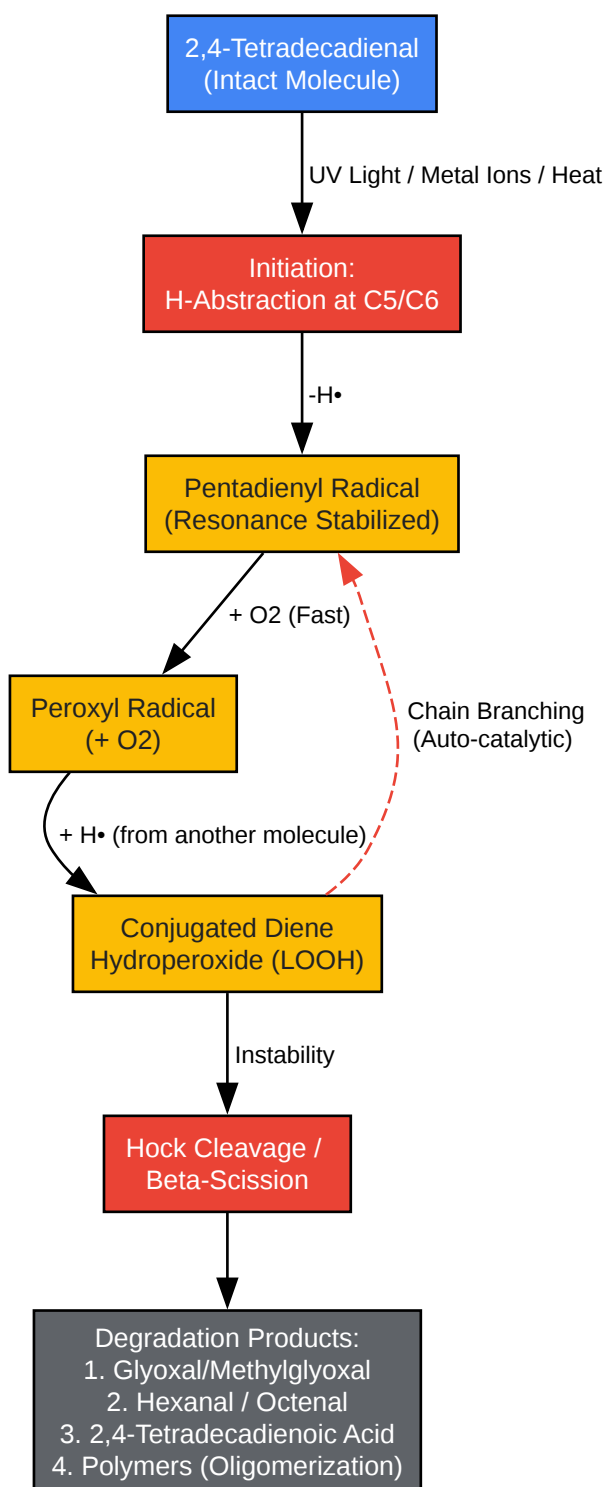 2,4-Tetradecadienal
(Intact Molecule)
UV Light / Metal Ions / Heat
Initiation:
H-Abstraction at C5/C6
-H•
Pentadienyl Radical
(Resonance Stabilized)
+ O2 (Fast)
Peroxyl Radical
(+ O2)
Chain Branching
(Auto-catalytic)
+ H• (from another molecule)
Conjugated Diene
Hydroperoxide (LOOH)
Instability
Hock Cleavage /
Beta-Scission
Degradation Products:
1. Glyoxal/Methylglyoxal
2. Hexanal / Octenal
3. 2,4-Tetradecadienoic Acid
4. Polymers (Oligomerization)